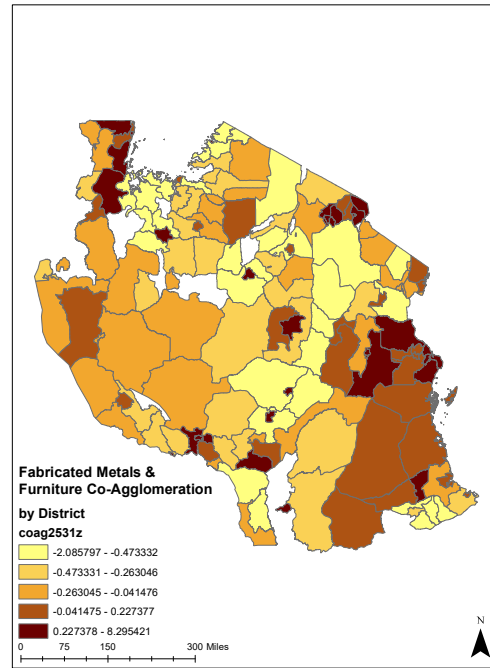 Fabricated Metals &
Furniture Co-Agglomeration
by District
coag2531z
-2.085797 - -0.473332
-0.473331 - -0.263046
-0.263045 - -0.041476
-0.041475 - 0.227377
0.227378 - 8.295421
0 75 150 300 Miles
N